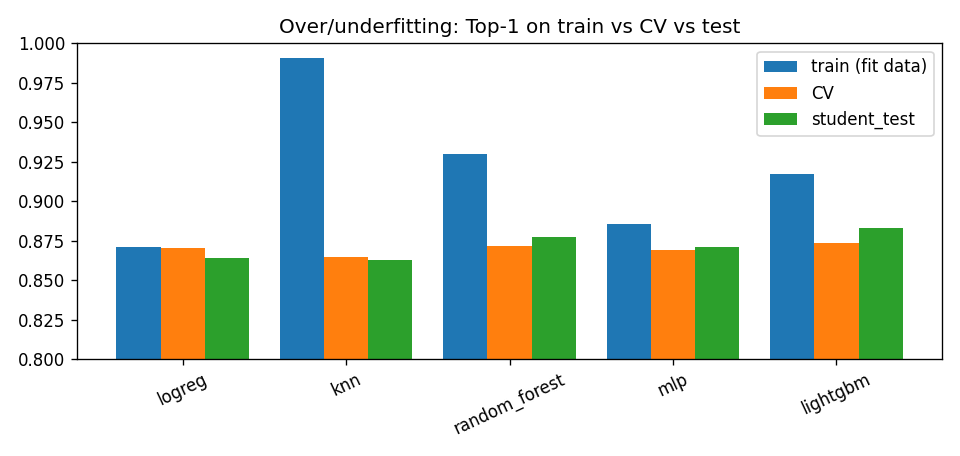 Over/underfitting: Top-1 on train vs CV vs test
1.000
0.975
0.950
0.925
0.900
0.875
0.850
0.825
0.800
train (fit data)
CV
student_test
logreg
knn
random_forest
mlp
lightgbm